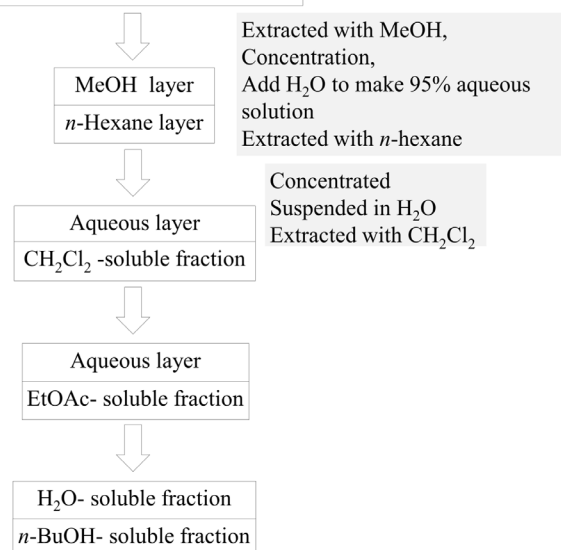 Extracted with MeOH,
Concentration,
Add H₂O to make 95% aqueous
solution
Extracted with n-hexane
MeOH layer
n-Hexane layer
Concentrated
Suspended in H₂O
Extracted with CH₂Cl₂
Aqueous layer
CH₂Cl₂ -soluble fraction
Aqueous layer
EtOAc- soluble fraction
H₂O- soluble fraction
n-BuOH- soluble fraction